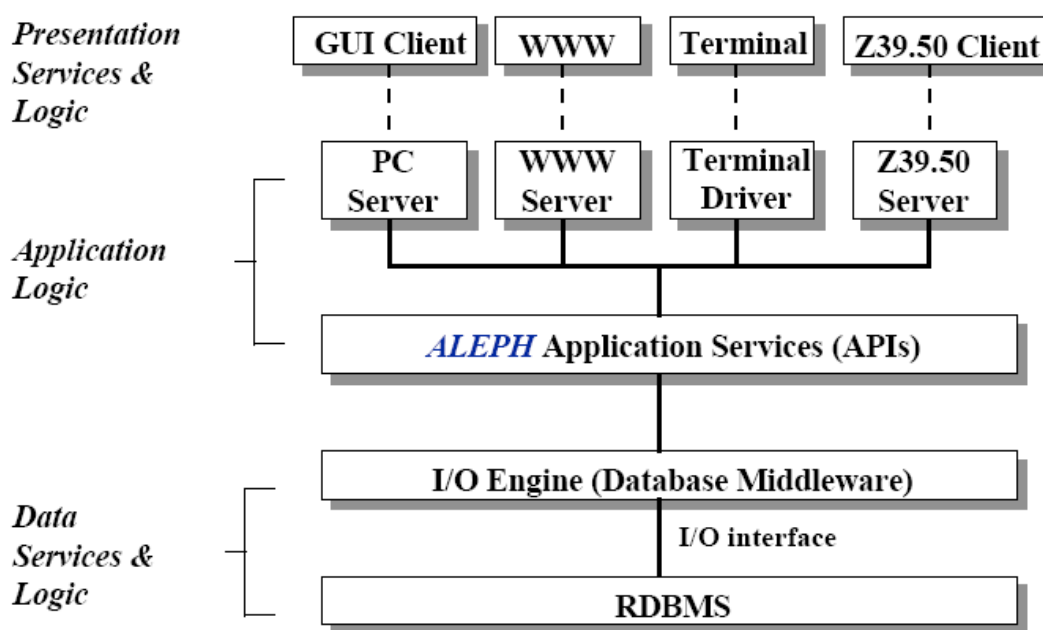 Presentation
Services &
Logic
GUI Client
WWW
Terminal
Z39.50 Client
PC
Server
WWW
Server
Terminal
Driver
Z39.50
Server
Application
Logic
ALEPH Application Services (APIs)
I/O Engine (Database Middleware)
Data
Services &
Logic
I/O interface
RDBMS